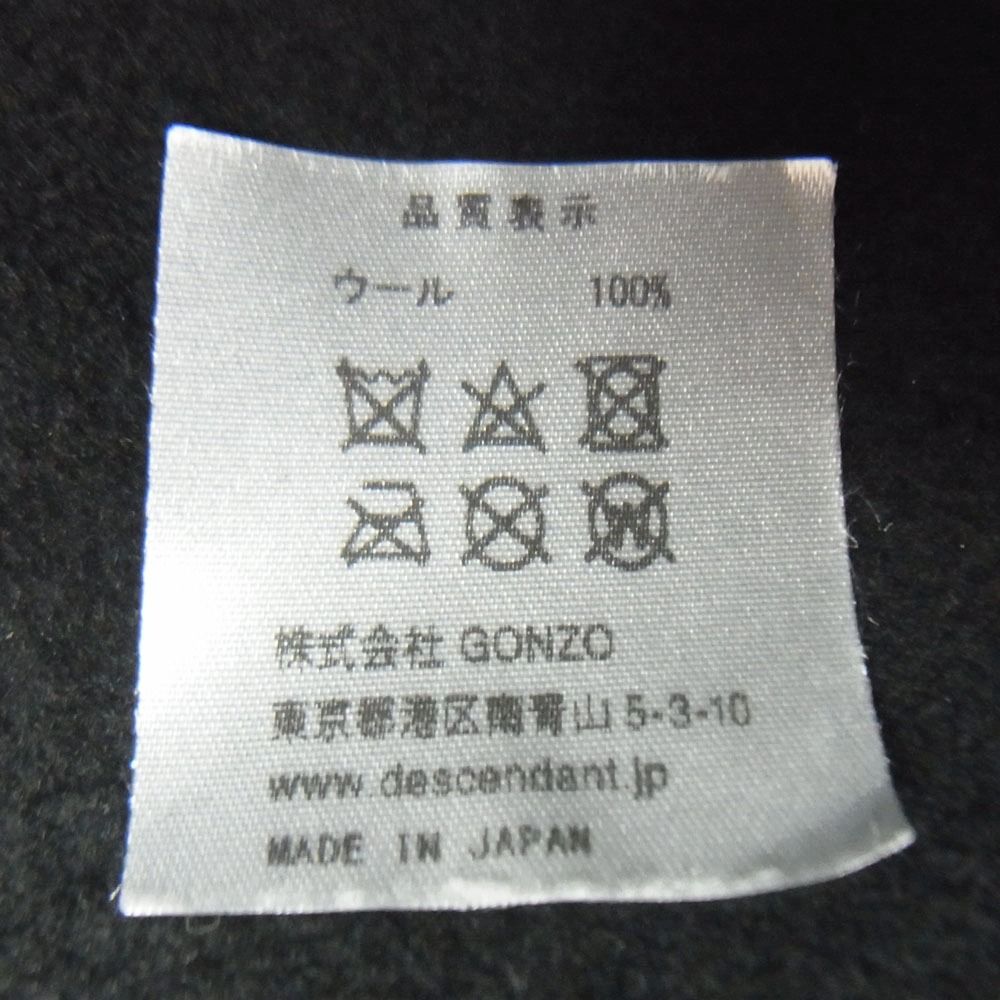 品質表示
ウール 100%
W
株式会社 GONZO
東京都港区南青山 5-3-10
www.descendant.jp
MADE IN JAPAN